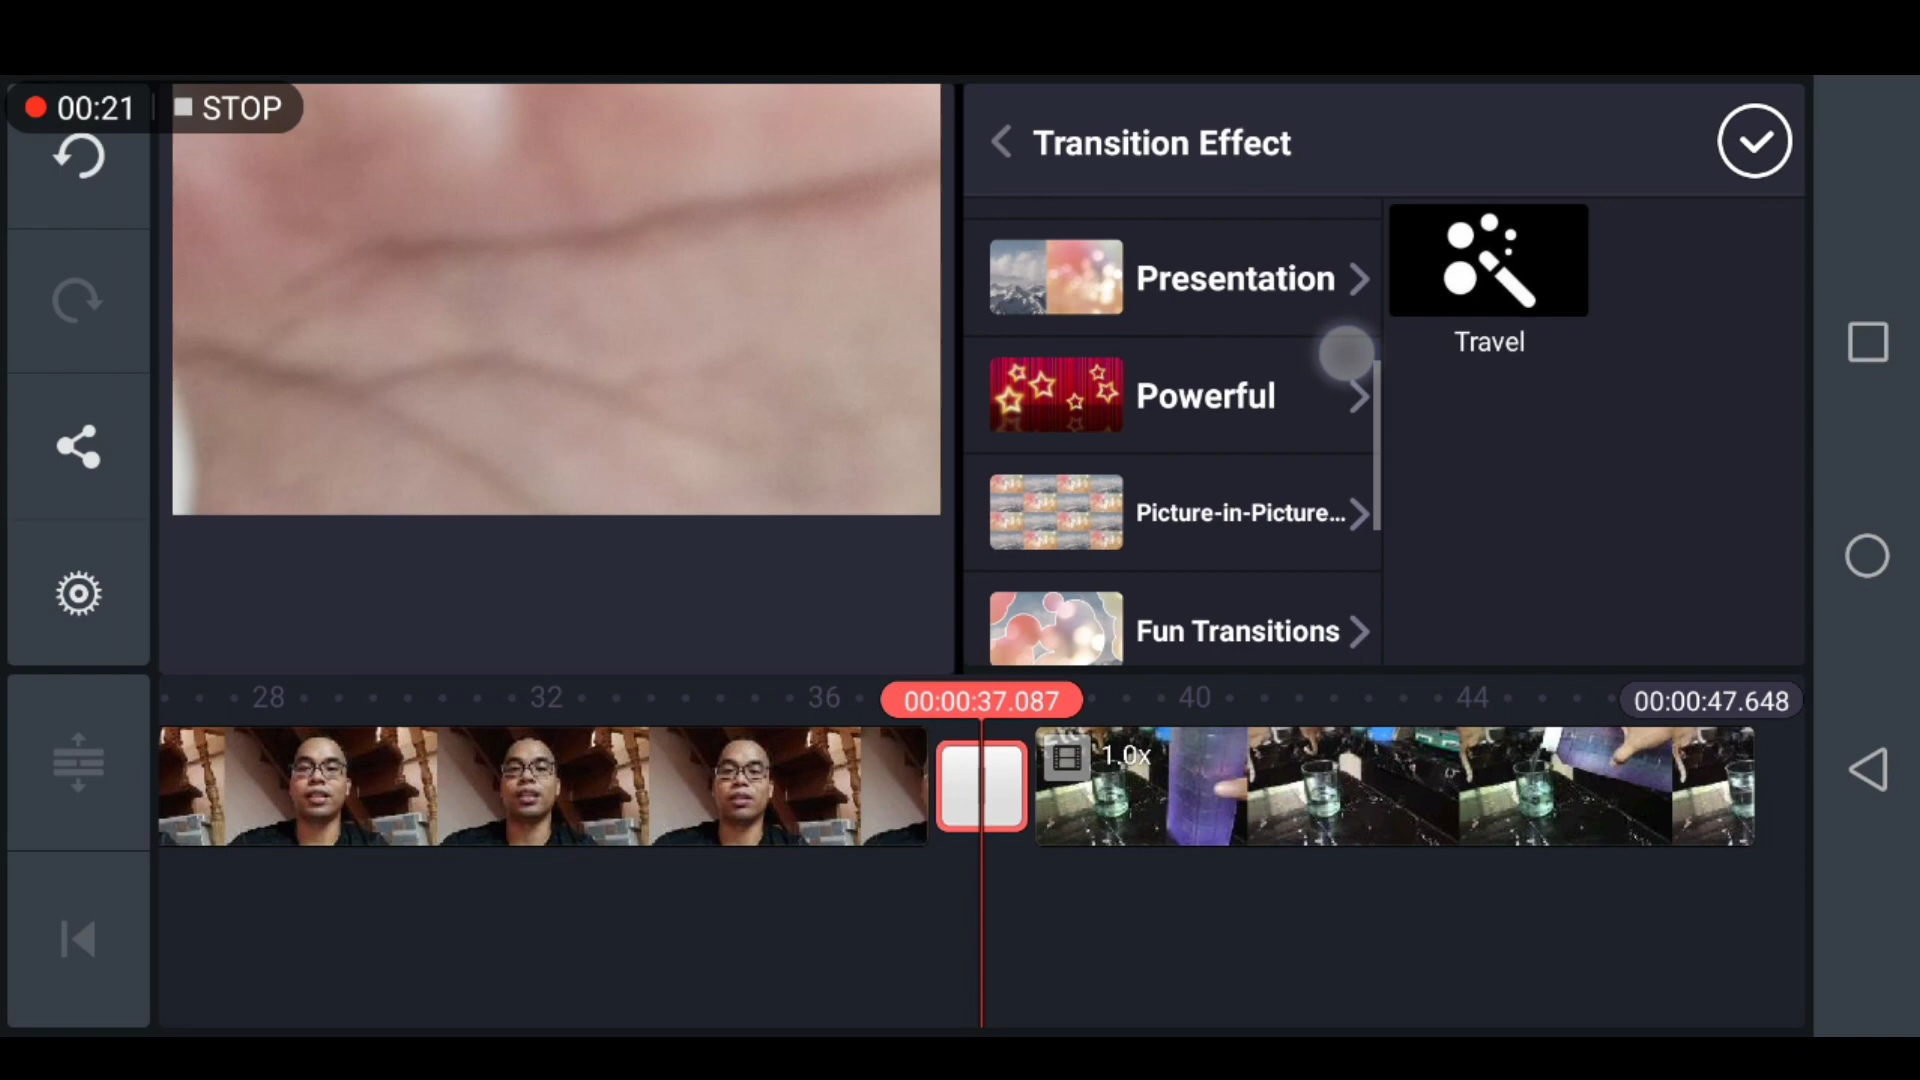 00:21
STOP
Transition Effect
Presentation
Travel
Powerful
Picture-in-Picture...
Fun Transitions
28
32
36
00:00:37.087
40
44
00:00:47.648
1.0x